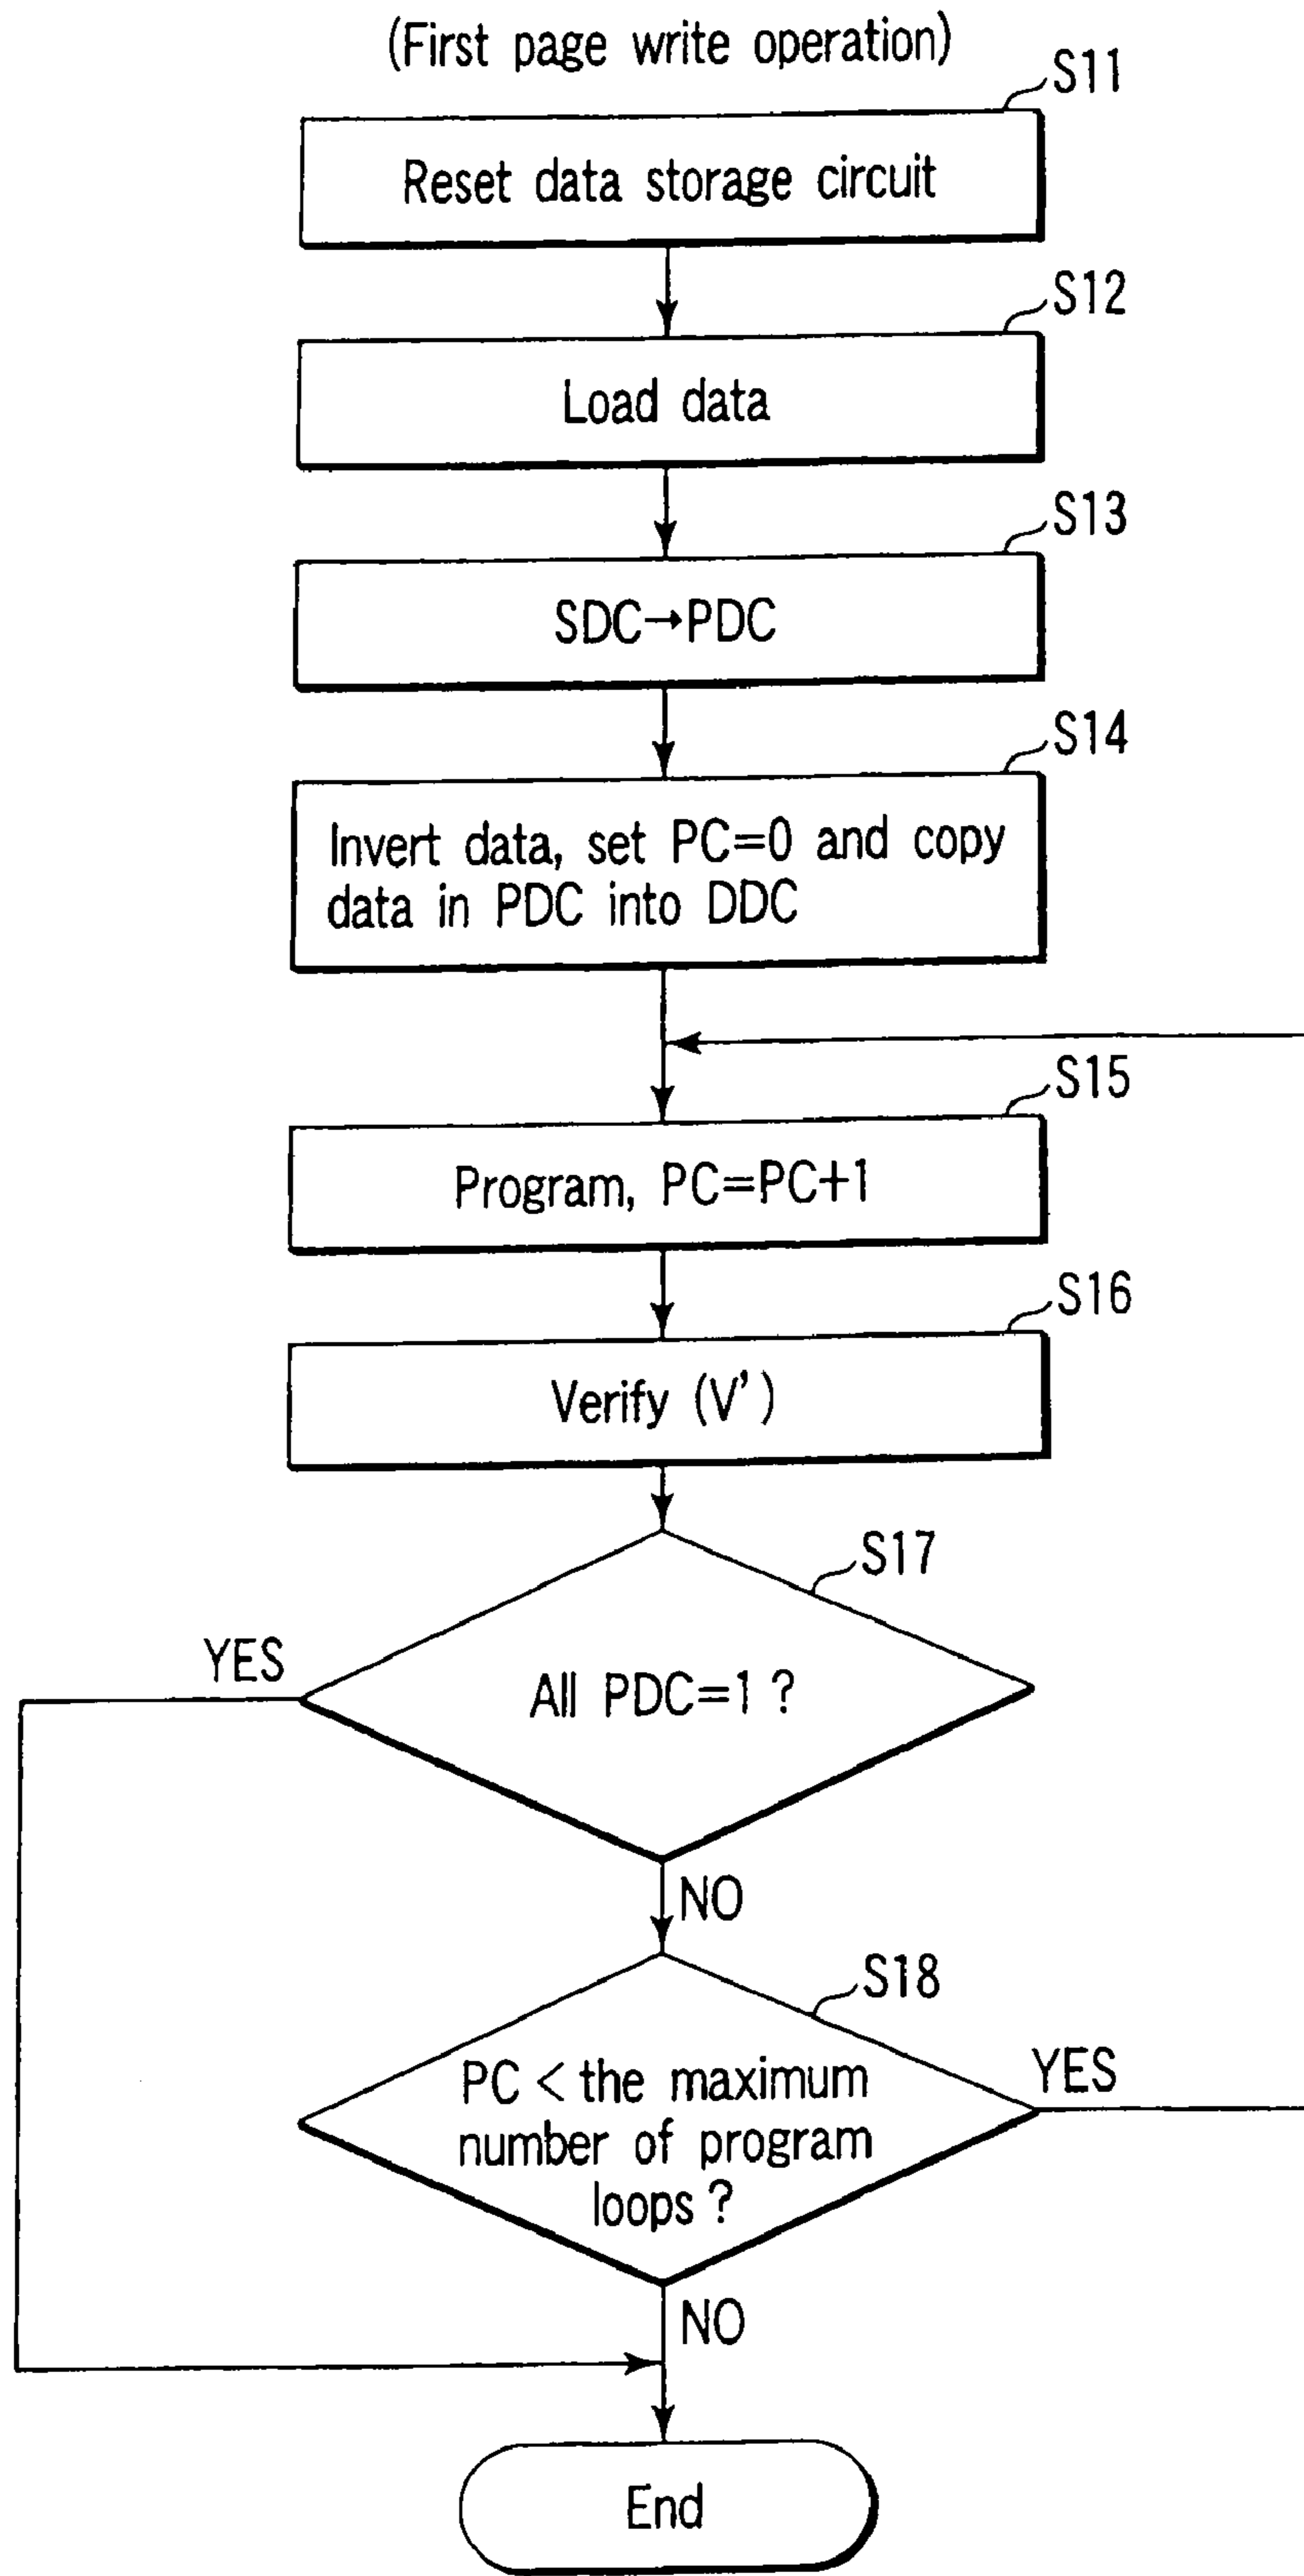 (First page write operation)
S11
Reset data storage circuit
S12
Load data
S13
SDC→PDC
S14
Invert data, set PC=0 and copy
data in PDC into DDC
S15
Program, PC=PC+1
S16
Verify (V')
S17
YES
All PDC=1 ?
NO
S18
PC < the maximum
number of program
loops ?
YES
NO
End